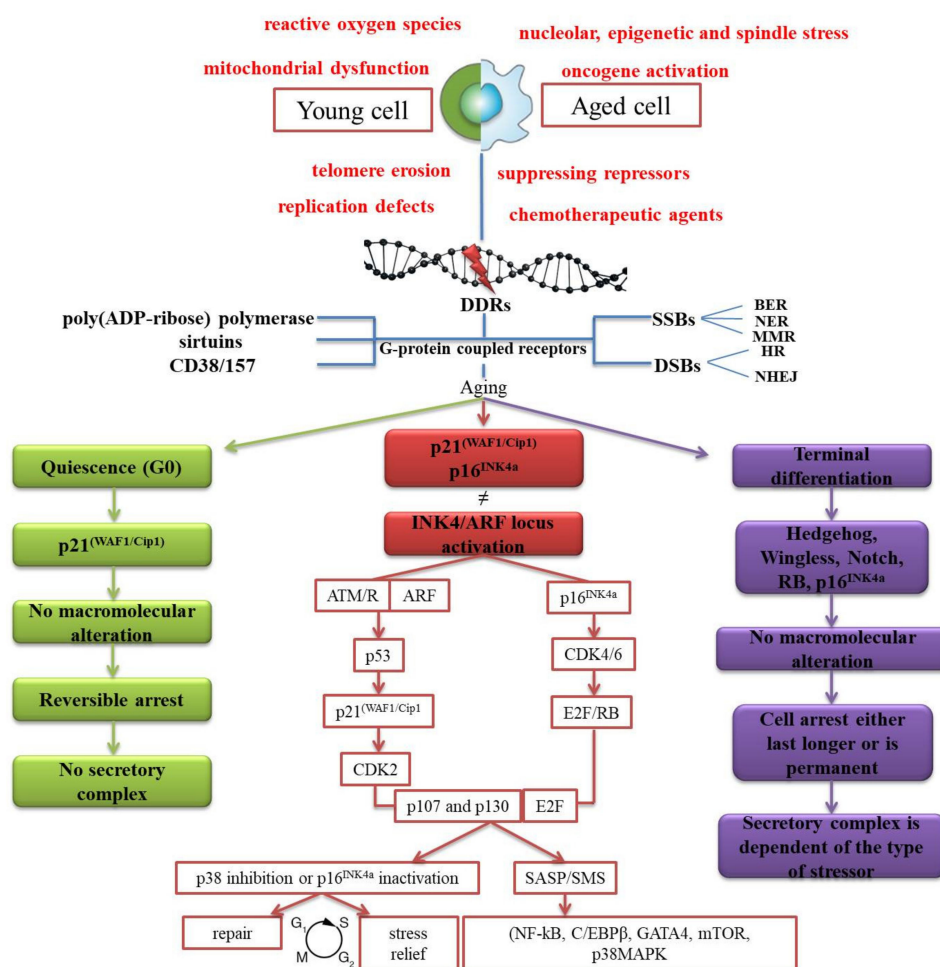 reactive oxygen species
nucleolar, epigenetic and spindle stress
mitochondrial dysfunction
oncogene activation
Young cell
Aged cell
telomere erosion
suppressing repressors
replication defects
chemotherapeutic agents
DDRs
poly(ADP-ribose) polymerase
sirtuins
CD38/157
G-protein coupled receptors
SSBs
BER
NER
MMR
DSBs
HR
NHEJ
Aging
Quiescence (G0)
p21(WAF1/Cip1)
No macromolecular
alteration
Reversible arrest
No secretory
complex
p21(WAF1/Cip1)
p16INK4a
≠
INK4/ARF locus
activation
ATM/R
ARF
p53
p21(WAF1/Cip1
CDK2
p16INK4a
CDK4/6
E2F/RB
p107 and p130
E2F
p38 inhibition or p16INK4a inactivation
SASP/SMS
repair
G1
S
M
G2
stress
relief
(NF-kB, C/EBPβ, GATA4, mTOR,
p38MAPK
Terminal
differentiation
Hedgehog,
Wingless, Notch,
RB, p16INK4a
No macromolecular
alteration
Cell arrest either
last longer or is
permanent
Secretory complex is
dependent of the type
of stressor